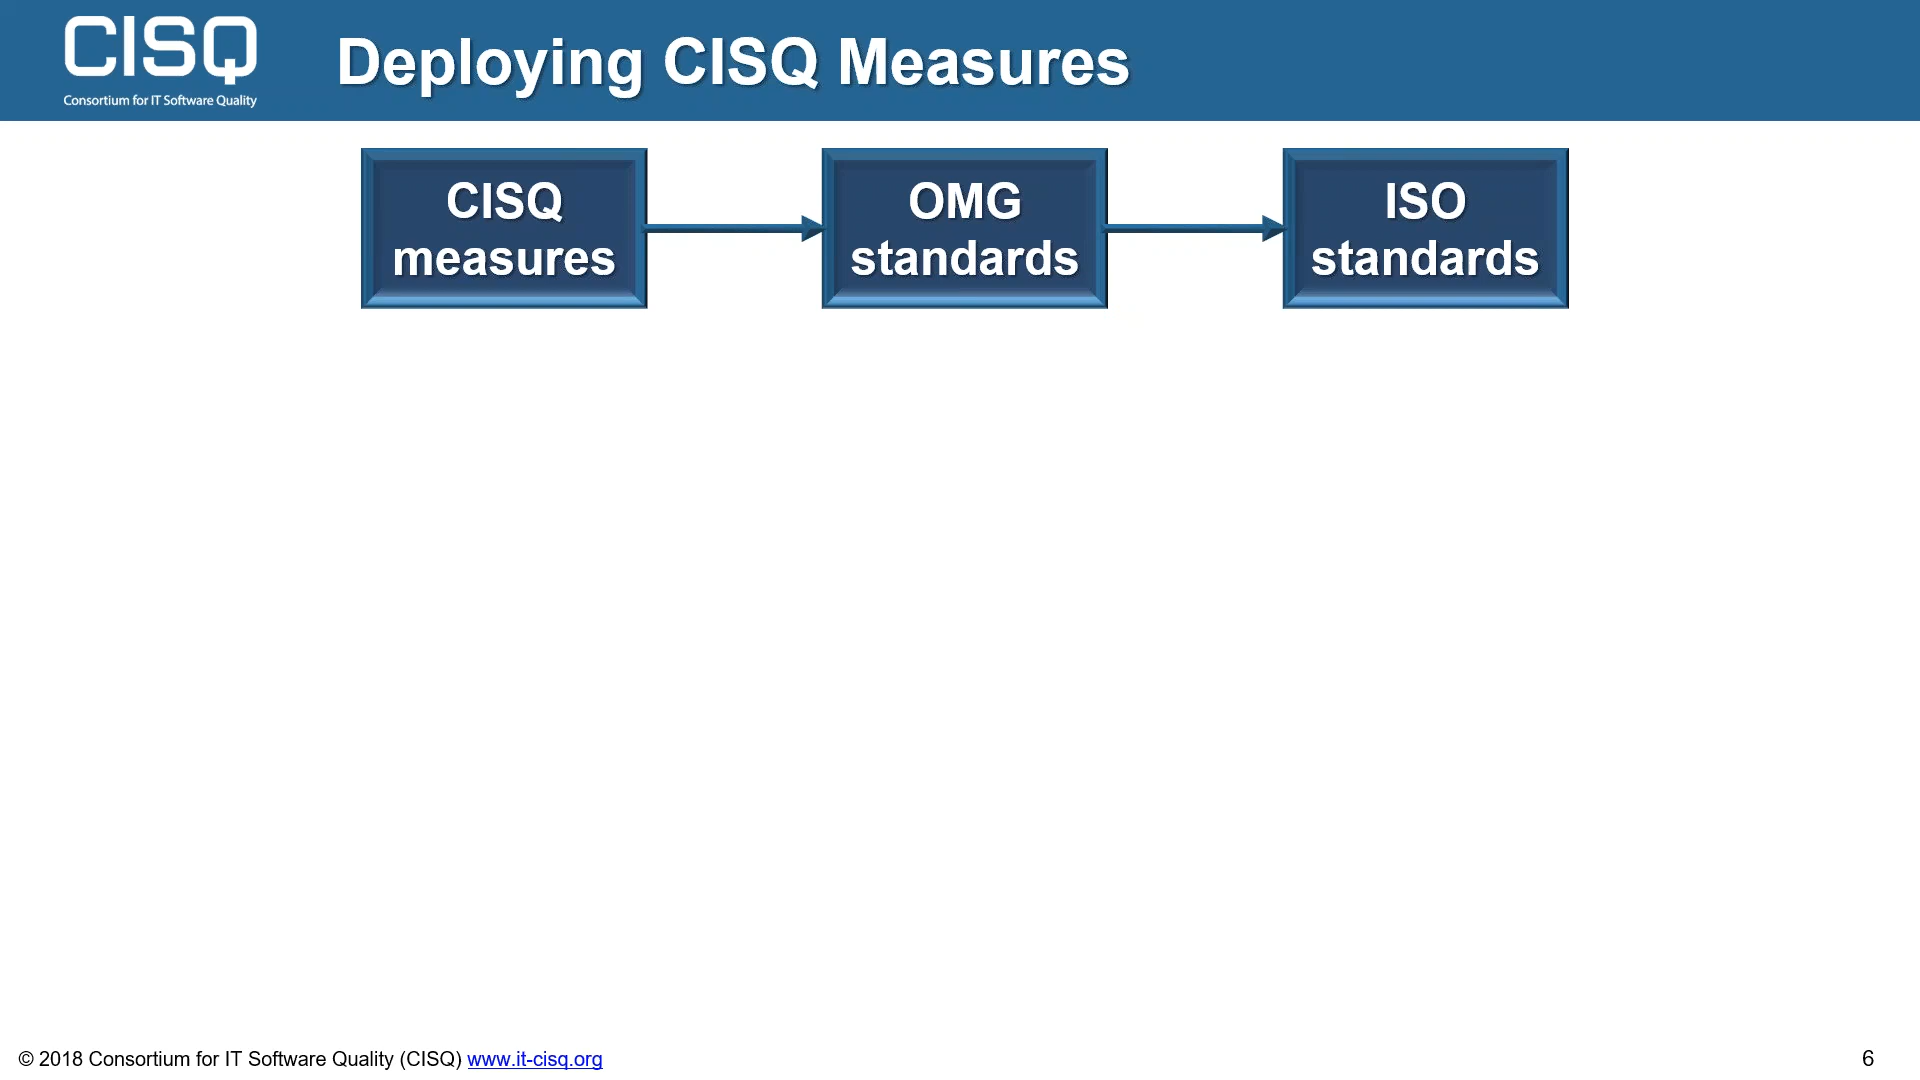 CISQ
Consortium for IT Software Quality
Deploying CISQ Measures
CISQ
measures
OMG
standards
ISO
standards
© 2018 Consortium for IT Software Quality (CISQ) www.it-cisq.org
6